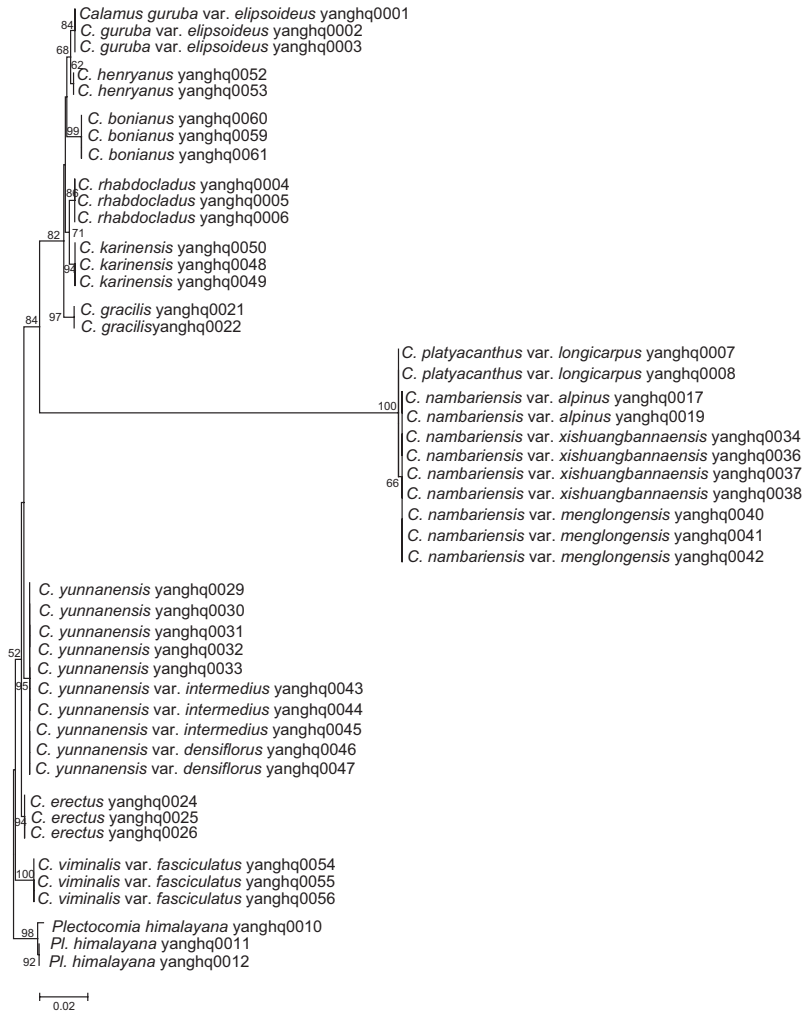 Calamus guruba var. elipsoideus yanghq0001
84
C. guruba var. elipsoideus yanghq0002
C. guruba var. elipsoideus yanghq0003
68
62
C. henryanus yanghq0052
C. henryanus yanghq0053
C. bonianus yanghq0060
99
C. bonianus yanghq0059
C. bonianus yanghq0061
C. rhabdocladus yanghq0004
86
C. rhabdocladus yanghq0005
C. rhabdocladus yanghq0006
82
71
C. karinensis yanghq0050
C. karinensis yanghq0048
94
C. karinensis yanghq0049
C. gracilis yanghq0021
97
C. gracilisyanghq0022
84
C. platyacanthus var. longicarpus yanghq0007
C. platyacanthus var. longicarpus yanghq0008
C. nambariensis var. alpinus yanghq0017
100
C. nambariensis var. alpinus yanghq0019
C. nambariensis var. xishuangbannaensis yanghq0034
C. nambariensis var. xishuangbannaensis yanghq0036
C. nambariensis var. xishuangbannaensis yanghq0037
66
C. nambariensis var. xishuangbannaensis yanghq0038
C. nambariensis var. menglongensis yanghq0040
C. nambariensis var. menglongensis yanghq0041
C. nambariensis var. menglongensis yanghq0042
C. yunnanensis yanghq0029
C. yunnanensis yanghq0030
C. yunnanensis yanghq0031
C. yunnanensis yanghq0032
52
C. yunnanensis yanghq0033
95
C. yunnanensis var. intermedius yanghq0043
C. yunnanensis var. intermedius yanghq0044
C. yunnanensis var. intermedius yanghq0045
C. yunnanensis var. densiflorus yanghq0046
C. yunnanensis var. densiflorus yanghq0047
C. erectus yanghq0024
94
C. erectus yanghq0025
C. erectus yanghq0026
C. viminalis var. fasciculatus yanghq0054
100
C. viminalis var. fasciculatus yanghq0055
C. viminalis var. fasciculatus yanghq0056
Plectocomia himalayana yanghq0010
98
Pl. himalayana yanghq0011
92
Pl. himalayana yanghq0012
0.02